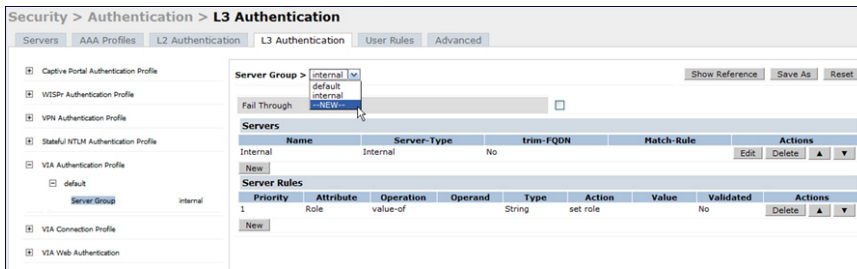 Security > Authentication > L3 Authentication
Servers AAA Profiles L2 Authentication L3 Authentication User Rules Advanced
Captive Portal Authentication Profile
WISPr Authentication Profile
VPN Authentication Profile
Stateful NTLM Authentication Profile
VIA Authentication Profile
default
Server Group internal
VIA Connection Profile
VIA Web Authentication
Server Group > internal Show Reference Save As Reset
default
internal
--NEW--
Fail Through
Servers
Name Server-Type trim-FQDN Match-Rule Actions
Internal Internal No Edit Delete ▲ ▼
New
Server Rules
Priority Attribute Operation Operand Type Action Value Validated Actions
1 Role value-of String set role No Delete ▲ ▼
New